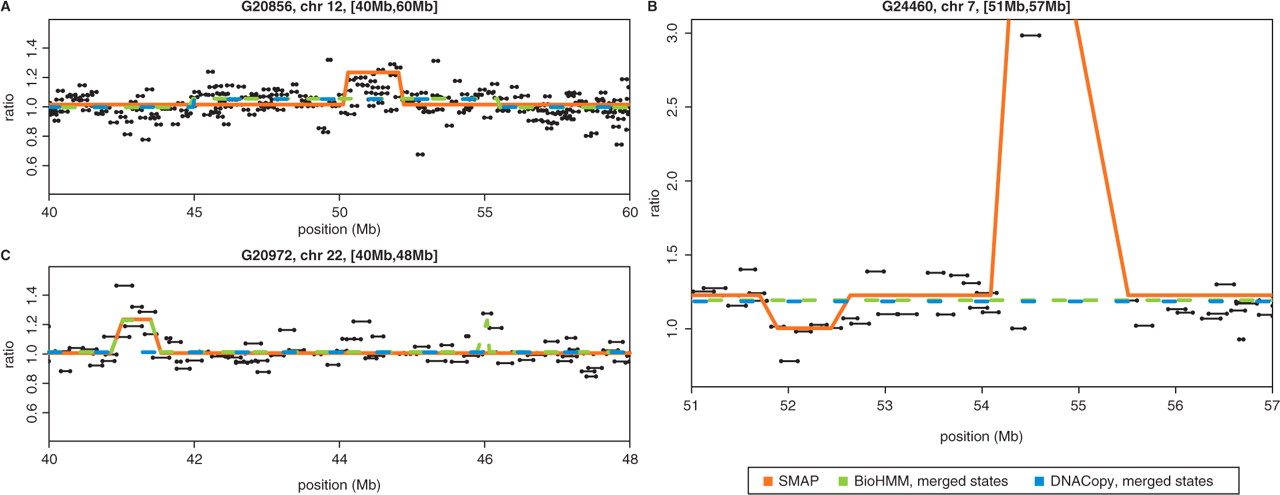 A
G20856, chr 12, [40Mb,60Mb]
ratio
1.4
1.2
1.0
0.8
0.6
40 45 50 55 60
position (Mb)
B
G24460, chr 7, [51Mb,57Mb]
ratio
3.0
2.5
2.0
1.5
1.0
51 52 53 54 55 56 57
position (Mb)
C
G20972, chr 22, [40Mb,48Mb]
ratio
1.4
1.2
1.0
0.8
0.6
40 42 44 46 48
position (Mb)
SMAP BioHMM, merged states DNACopy, merged states